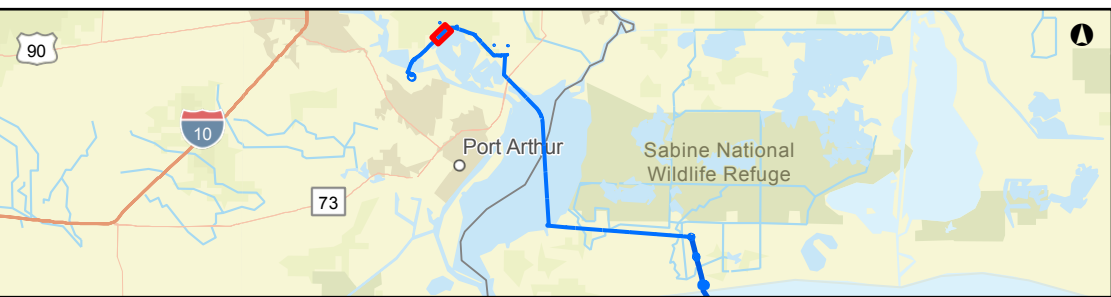 90
10
Port Arthur
Sabine National
Wildlife Refuge
73